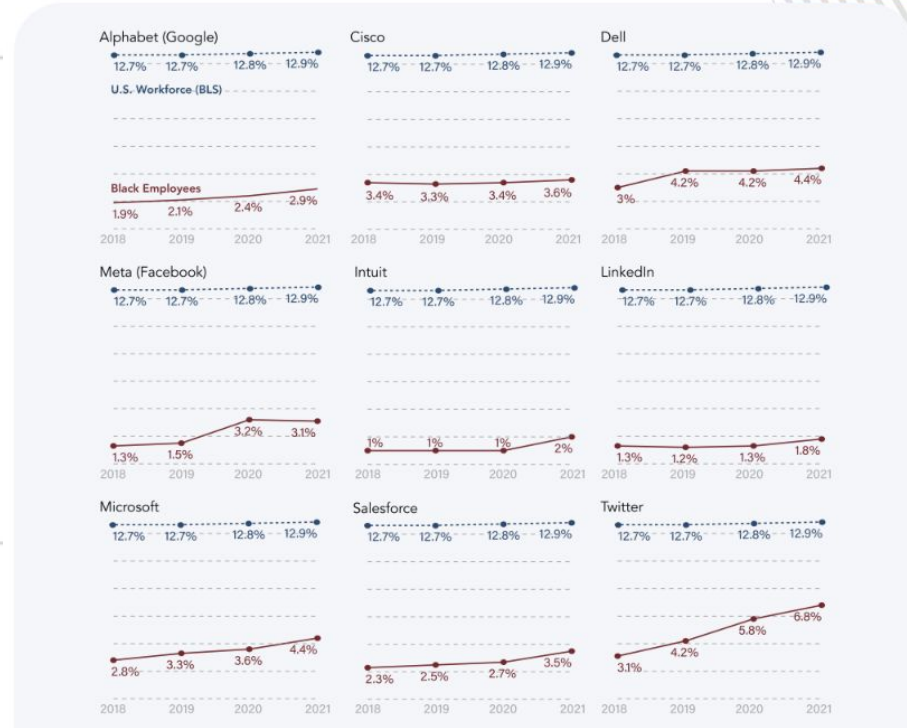 Alphabet (Google)
12.7% 12.7% 12.8% 12.9%
U.S. Workforce (BLS)
Black Employees
1.9% 2.1% 2.4% 2.9%
2018 2019 2020 2021
Cisco
12.7% 12.7% 12.8% 12.9%
3.4% 3.3% 3.4% 3.6%
2018 2019 2020 2021
Dell
12.7% 12.7% 12.8% 12.9%
3% 4.2% 4.2% 4.4%
2018 2019 2020 2021
Meta (Facebook)
12.7% 12.7% 12.8% 12.9%
1.3% 1.5% 3.2% 3.1%
2018 2019 2020 2021
Intuit
12.7% 12.7% 12.8% 12.9%
1% 1% 1% 2%
2018 2019 2020 2021
LinkedIn
12.7% 12.7% 12.8% 12.9%
1.3% 1.2% 1.3% 1.8%
2018 2019 2020 2021
Microsoft
12.7% 12.7% 12.8% 12.9%
2.8% 3.3% 3.6% 4.4%
2018 2019 2020 2021
Salesforce
12.7% 12.7% 12.8% 12.9%
2.3% 2.5% 2.7% 3.5%
2018 2019 2020 2021
Twitter
12.7% 12.7% 12.8% 12.9%
3.1% 4.2% 5.8% 6.8%
2018 2019 2020 2021